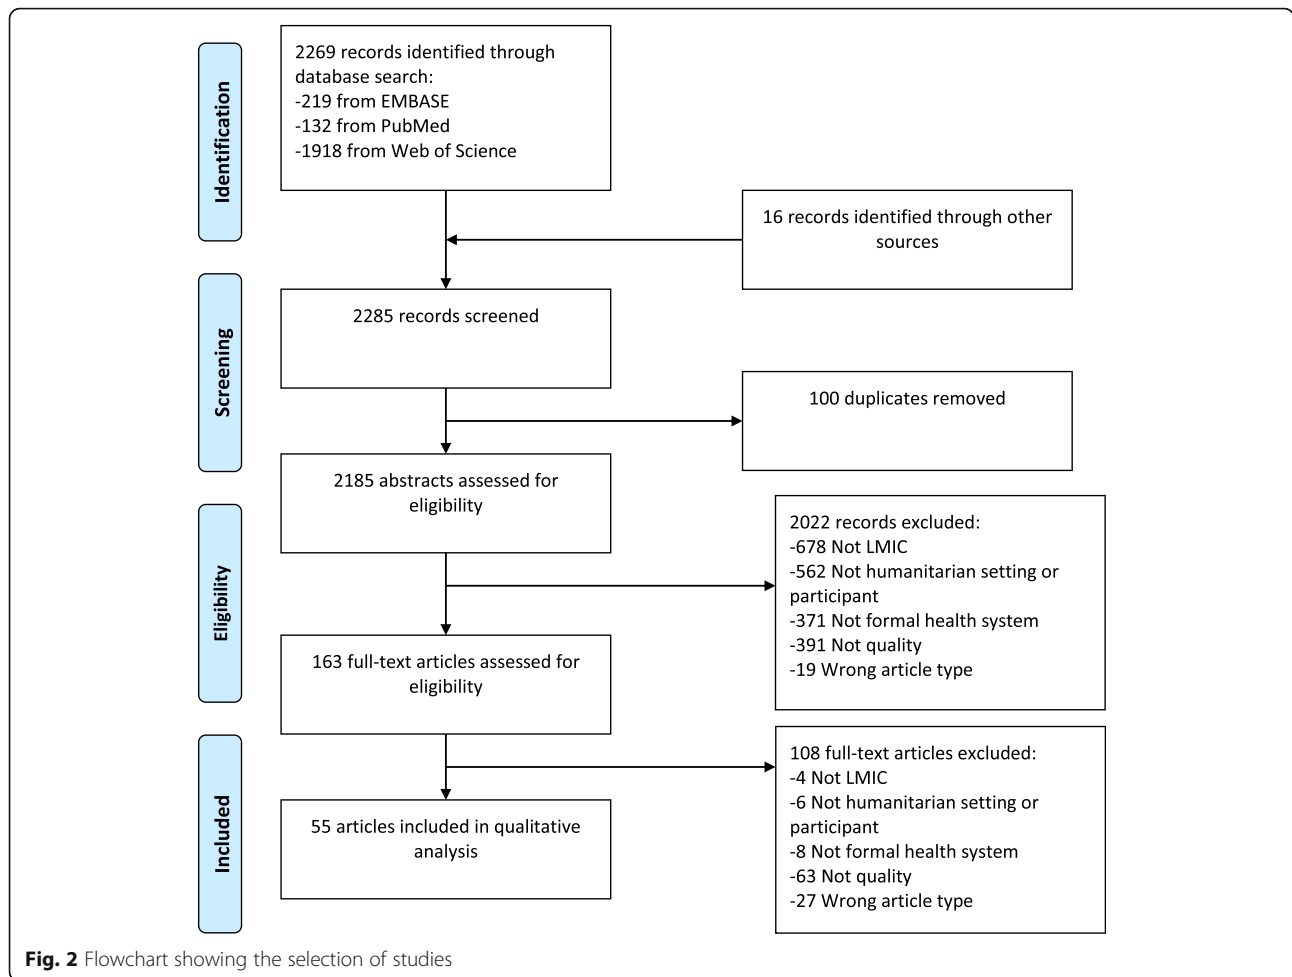 Identification
2269 records identified through
database search:
-219 from EMBASE
-132 from PubMed
-1918 from Web of Science
16 records identified through other
sources
Screening
2285 records screened
100 duplicates removed
2185 abstracts assessed for
eligibility
Eligibility
2022 records excluded:
-678 Not LMIC
-562 Not humanitarian setting or
participant
-371 Not formal health system
-391 Not quality
-19 Wrong article type
163 full-text articles assessed for
eligibility
Included
108 full-text articles excluded:
-4 Not LMIC
-6 Not humanitarian setting or
participant
-8 Not formal health system
-63 Not quality
-27 Wrong article type
55 articles included in qualitative
analysis
Fig. 2 Flowchart showing the selection of studies